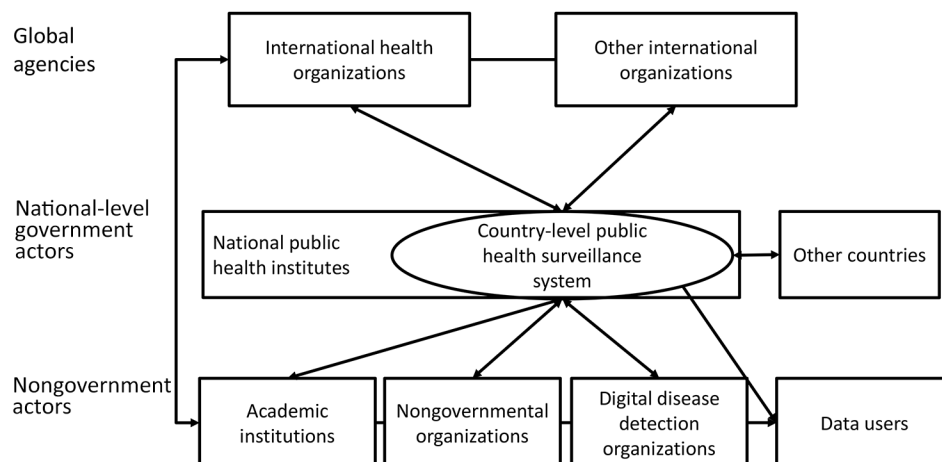 Global
agencies
International health
organizations
Other international
organizations
National-level
government
actors
National public
health institutes
Country-level public
health surveillance
system
Other countries
Nongovernment
actors
Academic
institutions
Nongovernmental
organizations
Digital disease
detection
organizations
Data users